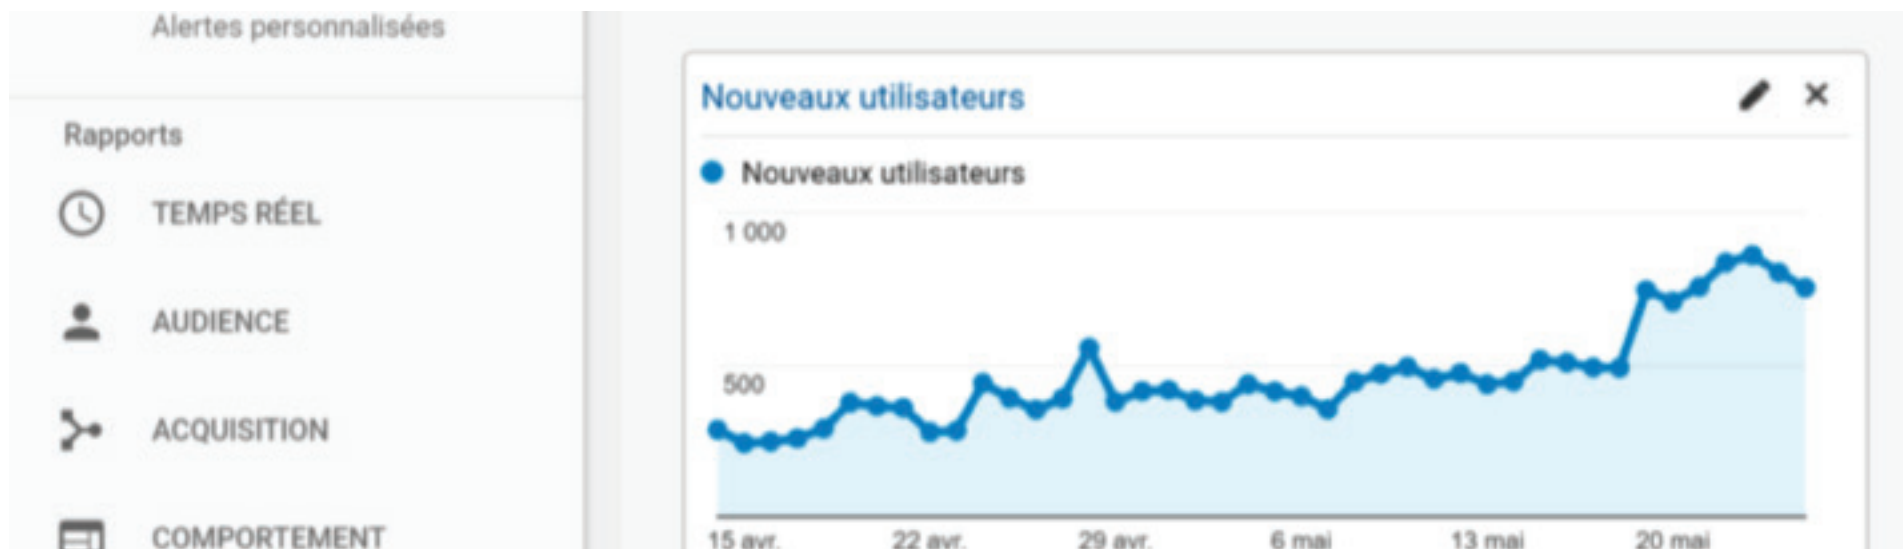 Alertes personnalisées
Rapports
TEMPS RÉEL
AUDIENCE
ACQUISITION
COMPORTEMENT
Nouveaux utilisateurs
Nouveaux utilisateurs
1 000
500
15 avr.
22 avr.
29 avr.
6 mai
13 mai
20 mai